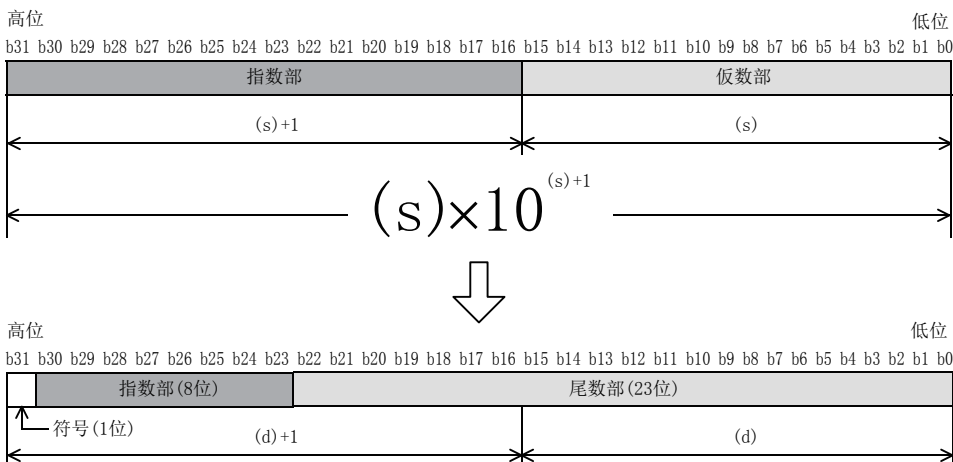 高位 低位
b31 b30 b29 b28 b27 b26 b25 b24 b23 b22 b21 b20 b19 b18 b17 b16 b15 b14 b13 b12 b11 b10 b9 b8 b7 b6 b5 b4 b3 b2 b1 b0
指数部 仮数部
(s)+1 (s)
(s)×10^(s)+1
高位 低位
b31 b30 b29 b28 b27 b26 b25 b24 b23 b22 b21 b20 b19 b18 b17 b16 b15 b14 b13 b12 b11 b10 b9 b8 b7 b6 b5 b4 b3 b2 b1 b0
指数部(8位) 尾数部(23位)
符号(1位)
(d)+1 (d)